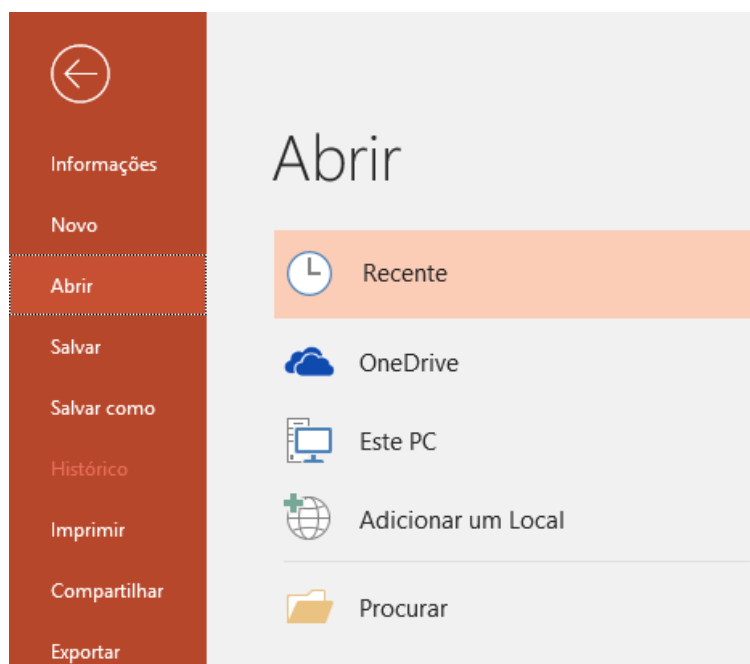 Informações
Novo
Abrir
Salvar
Salvar como
Histórico
Imprimir
Compartilhar
Exportar
Abrir
Recente
OneDrive
Este PC
Adicionar um Local
Procurar